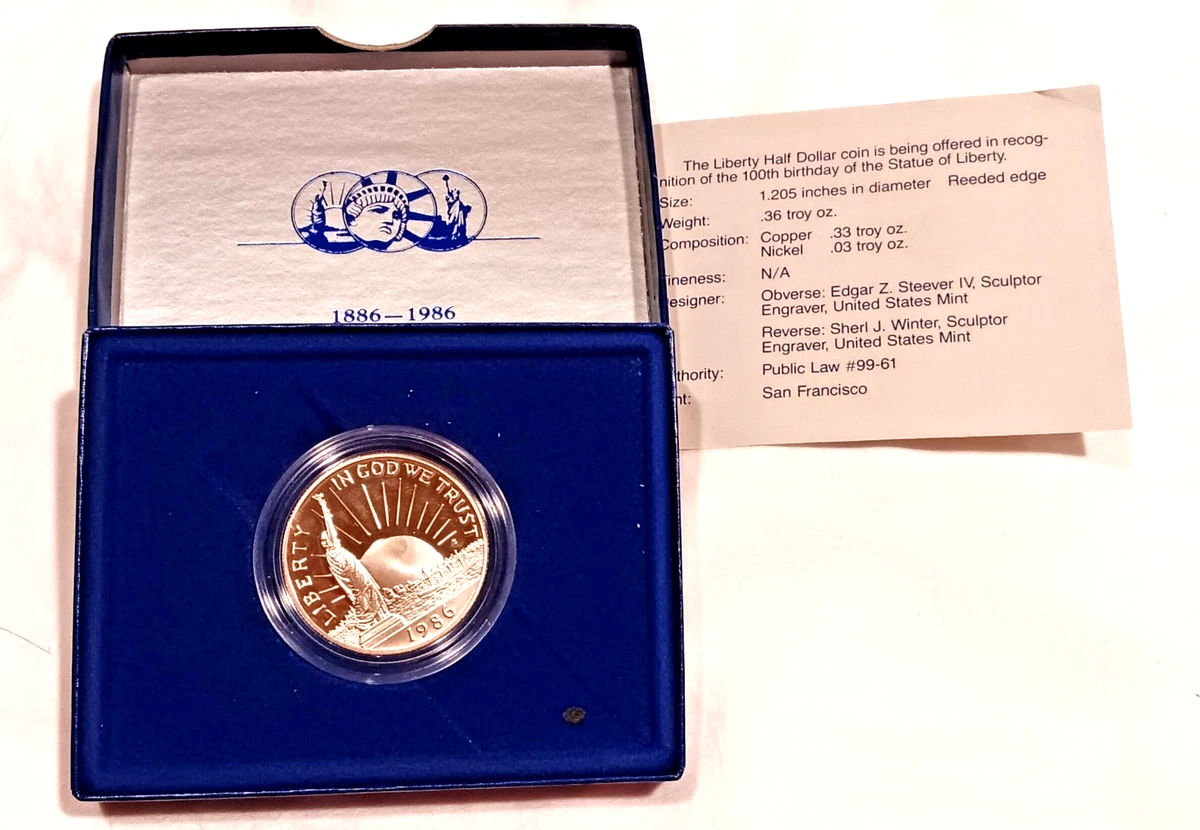 1886 – 1986
IN GOD WE TRUST
LIBERTY
1986
The Liberty Half Dollar coin is being offered in recog-
nition of the 100th birthday of the Statue of Liberty.
Size: 1.205 inches in diameter Reeded edge
Weight: .36 troy oz.
Composition: Copper .33 troy oz.
Nickel .03 troy oz.
ineness: N/A
esigner: Obverse: Edgar Z. Steever IV, Sculptor
Engraver, United States Mint
Reverse: Sherl J. Winter, Sculptor
Engraver, United States Mint
thority: Public Law #99-61
nt: San Francisco